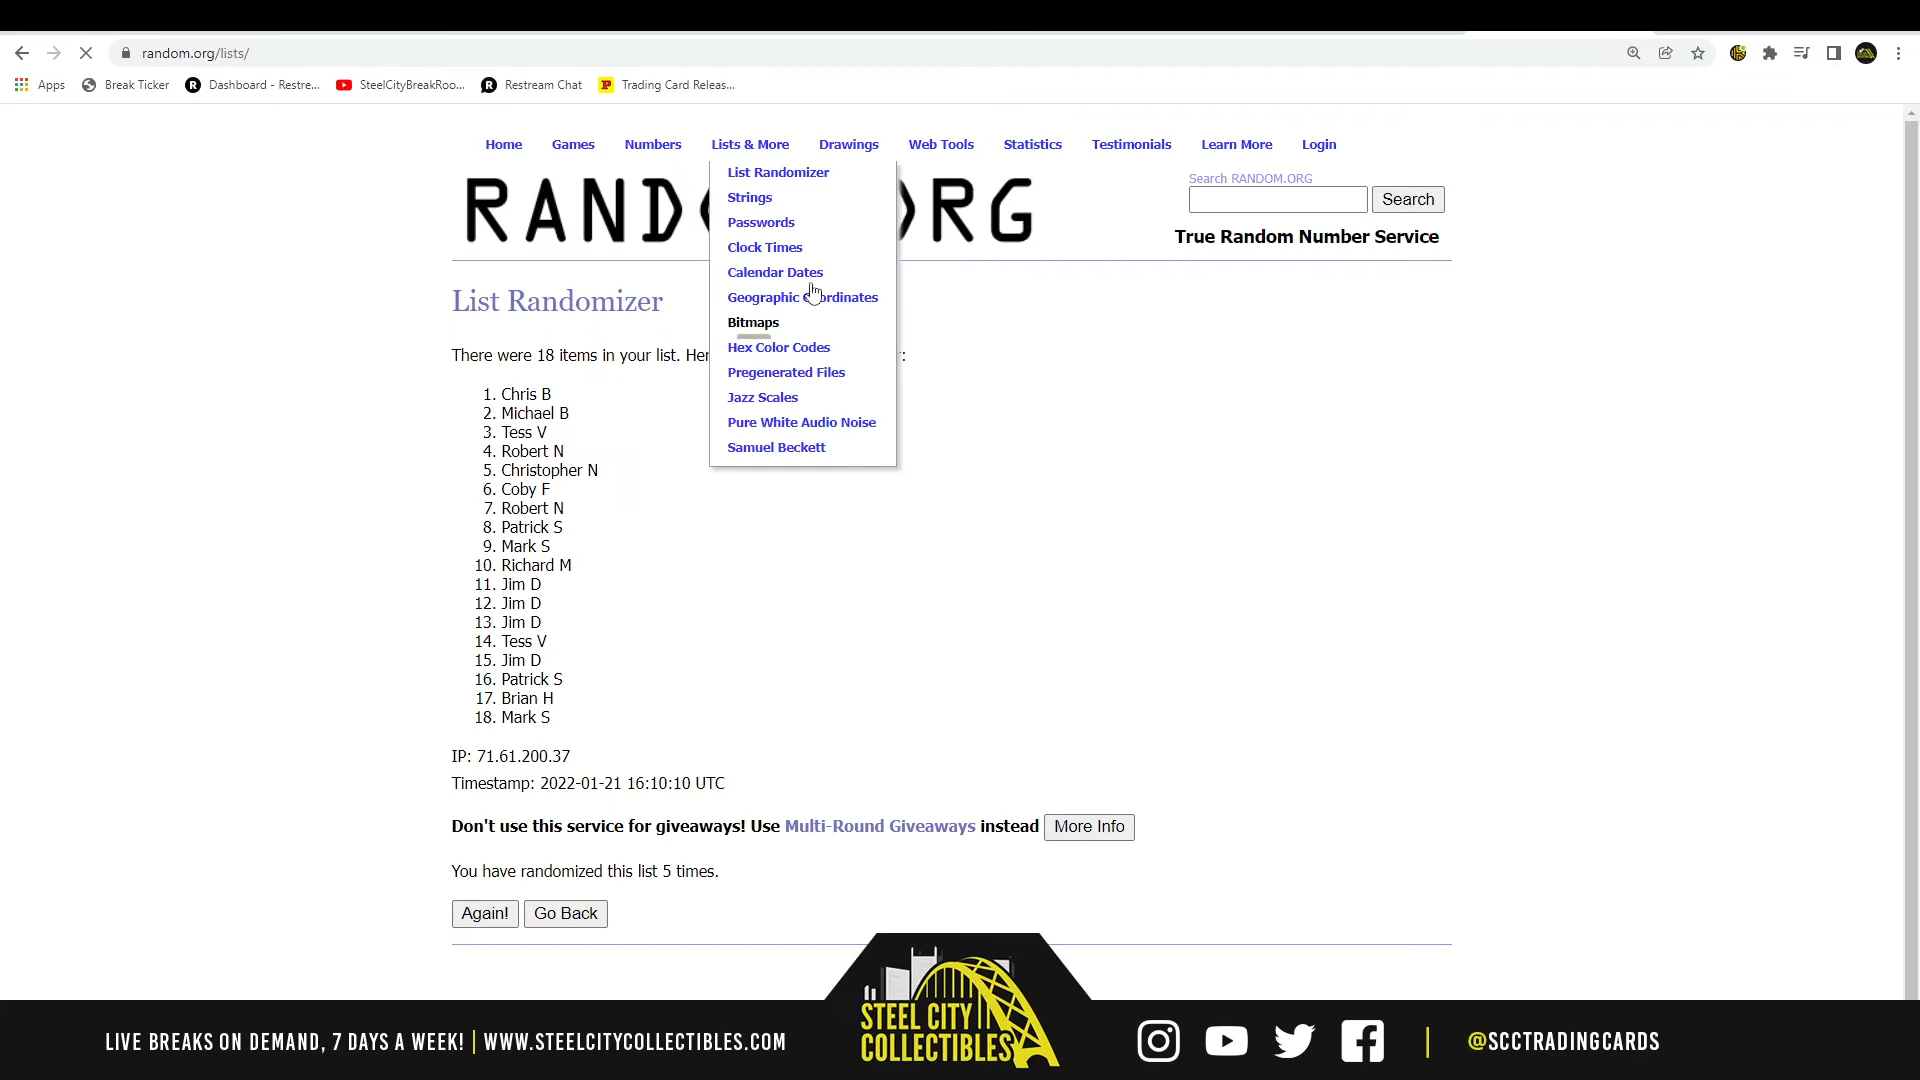 random.org/lists/
Apps Break Ticker Dashboard - Restre... SteelCityBreakRoo... Restream Chat Trading Card Releas...
Home Games Numbers Lists & More Drawings Web Tools Statistics Testimonials Learn More Login
List Randomizer
Strings
Passwords
Clock Times
Calendar Dates
Geographic Coordinates
Bitmaps
Hex Color Codes
Pregenerated Files
Jazz Scales
Pure White Audio Noise
Samuel Beckett
RAND RG
Search RANDOM.ORG
Search
True Random Number Service
List Randomizer
There were 18 items in your list. Her :
1. Chris B
2. Michael B
3. Tess V
4. Robert N
5. Christopher N
6. Coby F
7. Robert N
8. Patrick S
9. Mark S
10. Richard M
11. Jim D
12. Jim D
13. Jim D
14. Tess V
15. Jim D
16. Patrick S
17. Brian H
18. Mark S
IP: 71.61.200.37
Timestamp: 2022-01-21 16:10:10 UTC
Don't use this service for giveaways! Use Multi-Round Giveaways instead More Info
You have randomized this list 5 times.
Again! Go Back
LIVE BREAKS ON DEMAND, 7 DAYS A WEEK! | WWW.STEELCITYCOLLECTIBLES.COM
STEEL CITY
COLLECTIBLES
| @SCCTRADINGCARDS